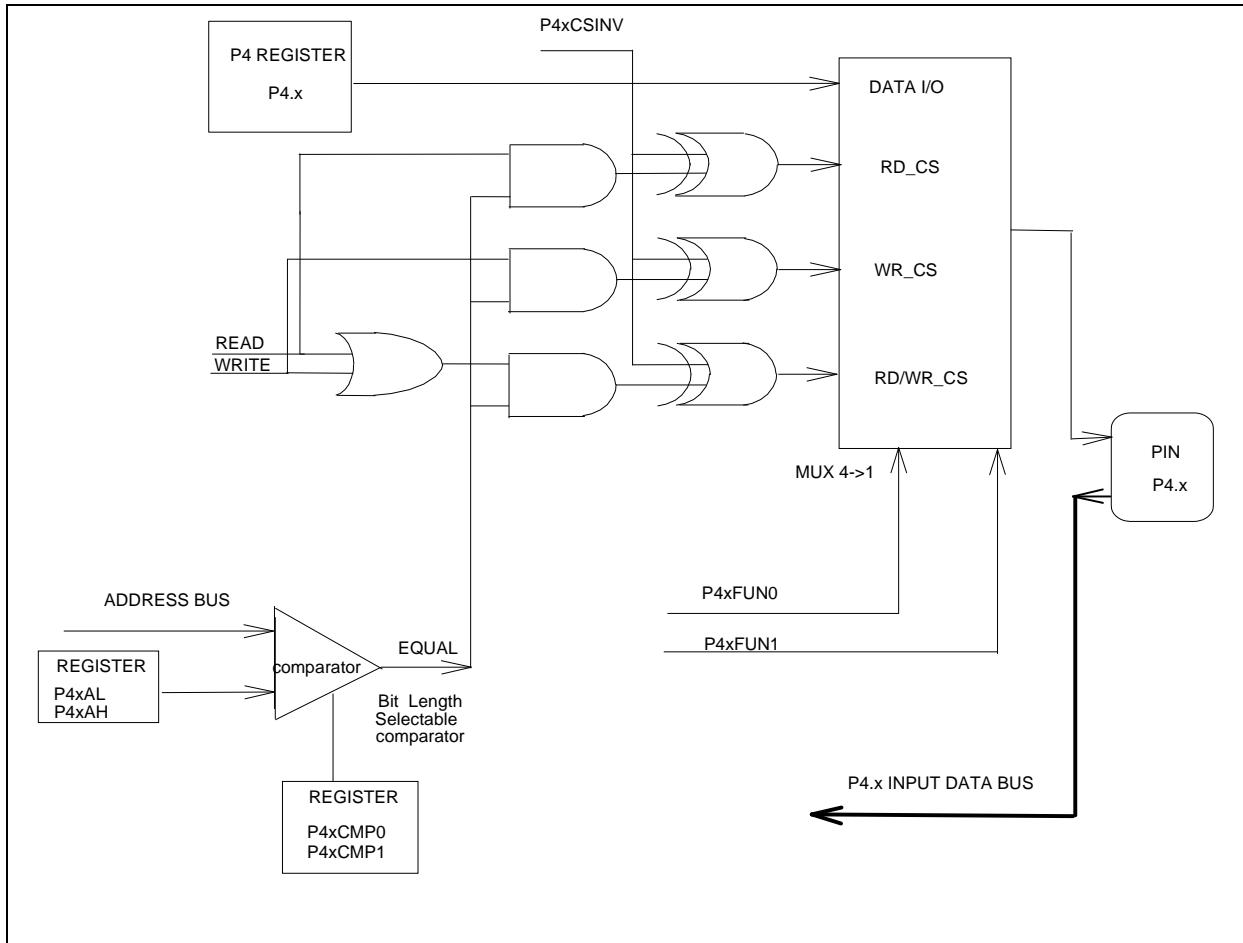 P4xCSINV
P4 REGISTER
P4.x
DATA I/O
RD_CS
WR_CS
READ
WRITE
RD/WR_CS
MUX 4->1
PIN
P4.x
P4xFUN0
P4xFUN1
ADDRESS BUS
REGISTER
P4xAL
P4xAH
comparator
EQUAL
Bit Length
Selectable
comparator
REGISTER
P4xCMP0
P4xCMP1
P4.x INPUT DATA BUS